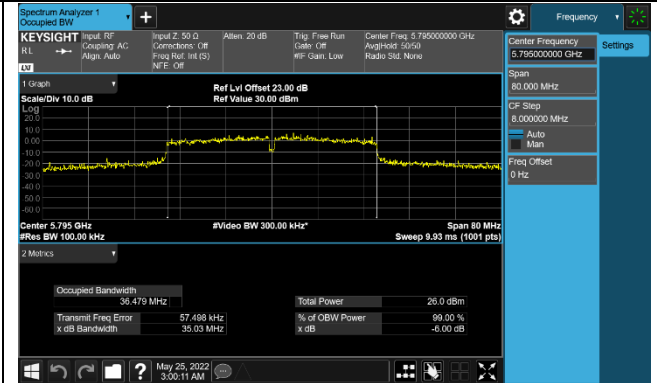 Spectrum Analyzer 1
Occupied BW
+
Frequency
KEYSIGHT
RL
LXI
Input: RF
Coupling: AC
Align: Auto
Input Z: 50 Ω
Corrections: Off
Freq Ref: Int (S)
NFE: Off
Atten: 20 dB
Trig: Free Run
Gate: Off
#IF Gain: Low
Center Freq: 5.795000000 GHz
Avg|Hold: 50/50
Radio Std: None
Center Frequency
5.795000000 GHz
Settings
Span
80.000 MHz
CF Step
8.000000 MHz
Auto
Man
Freq Offset
0 Hz
1 Graph
Scale/Div 10.0 dB
Ref Lvl Offset 23.00 dB
Ref Value 30.00 dBm
Log
20.0
10.0
0.00
-10.0
-20.0
-30.0
-40.0
-50.0
-60.0
Center 5.795 GHz
#Video BW 300.00 kHz*
Span 80 MHz
#Res BW 100.00 kHz
Sweep 9.93 ms (1001 pts)
2 Metrics
Occupied Bandwidth
36.479 MHz
Total Power 26.0 dBm
Transmit Freq Error 57.498 kHz
% of OBW Power 99.00 %
x dB Bandwidth 35.03 MHz
x dB -6.00 dB
?
May 25, 2022
3:00:11 AM